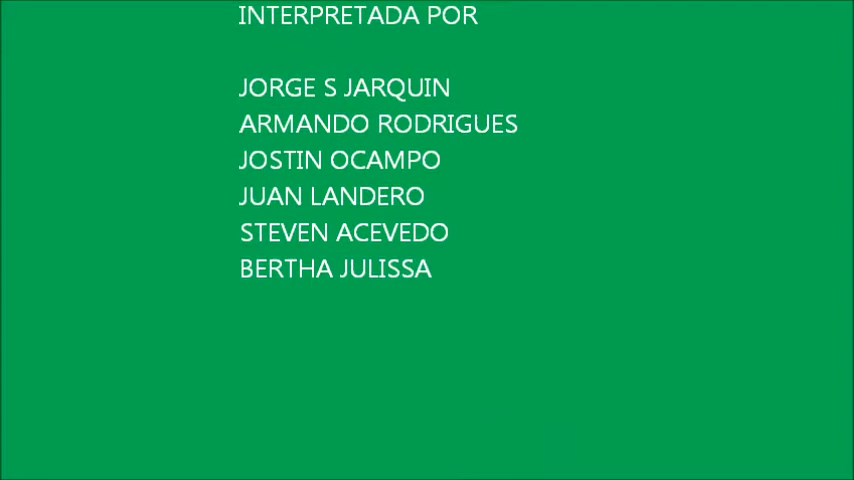 INTERPRETADA POR
JORGE S JARQUIN
ARMANDO RODRIGUES
JOSTIN OCAMPO
JUAN LANDERO
STEVEN ACEVEDO
BERTHA JULISSA